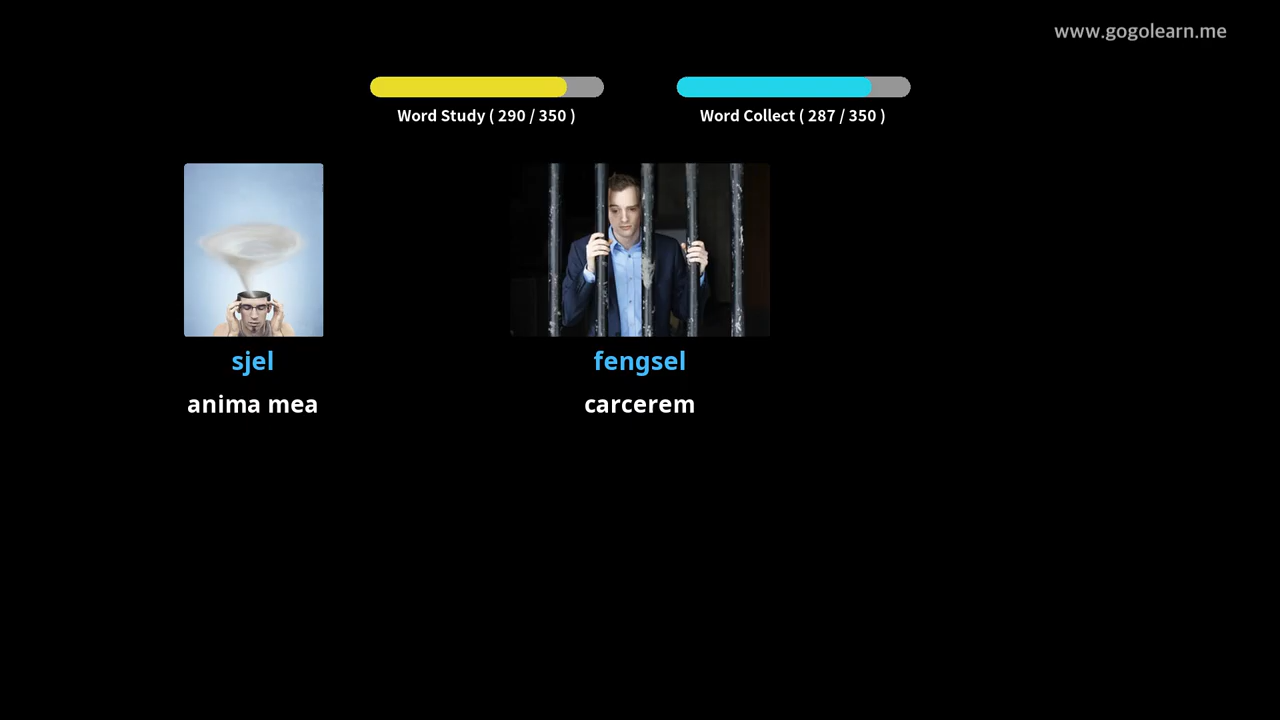 www.gogolearn.me
Word Study ( 290 / 350 )
Word Collect ( 287 / 350 )
sjel
fengsel
anima mea
carcerem